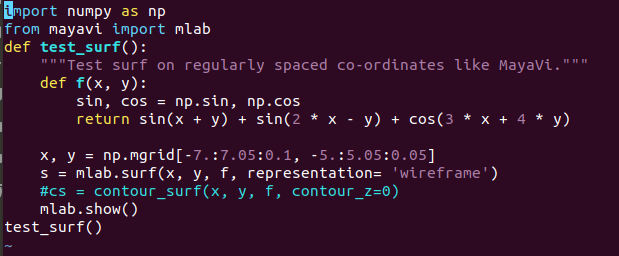 import numpy as np
from mayavi import mlab
def test_surf():
    """Test surf on regularly spaced co-ordinates like MayaVi."""
    def f(x, y):
        sin, cos = np.sin, np.cos
        return sin(x + y) + sin(2 * x - y) + cos(3 * x + 4 * y)

    x, y = np.mgrid[-7.:7.05:0.1, -5.:5.05:0.05]
    s = mlab.surf(x, y, f, representation= 'wireframe')
    #cs = contour_surf(x, y, f, contour_z=0)
    mlab.show()
test_surf()
~